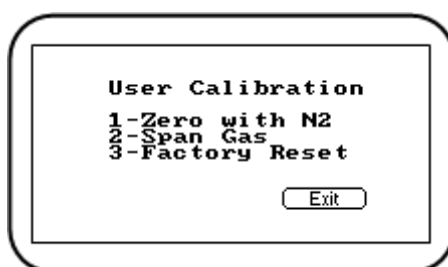 User Calibration
1-Zero with N2
2-Span Gas
3-Factory Reset
Exit